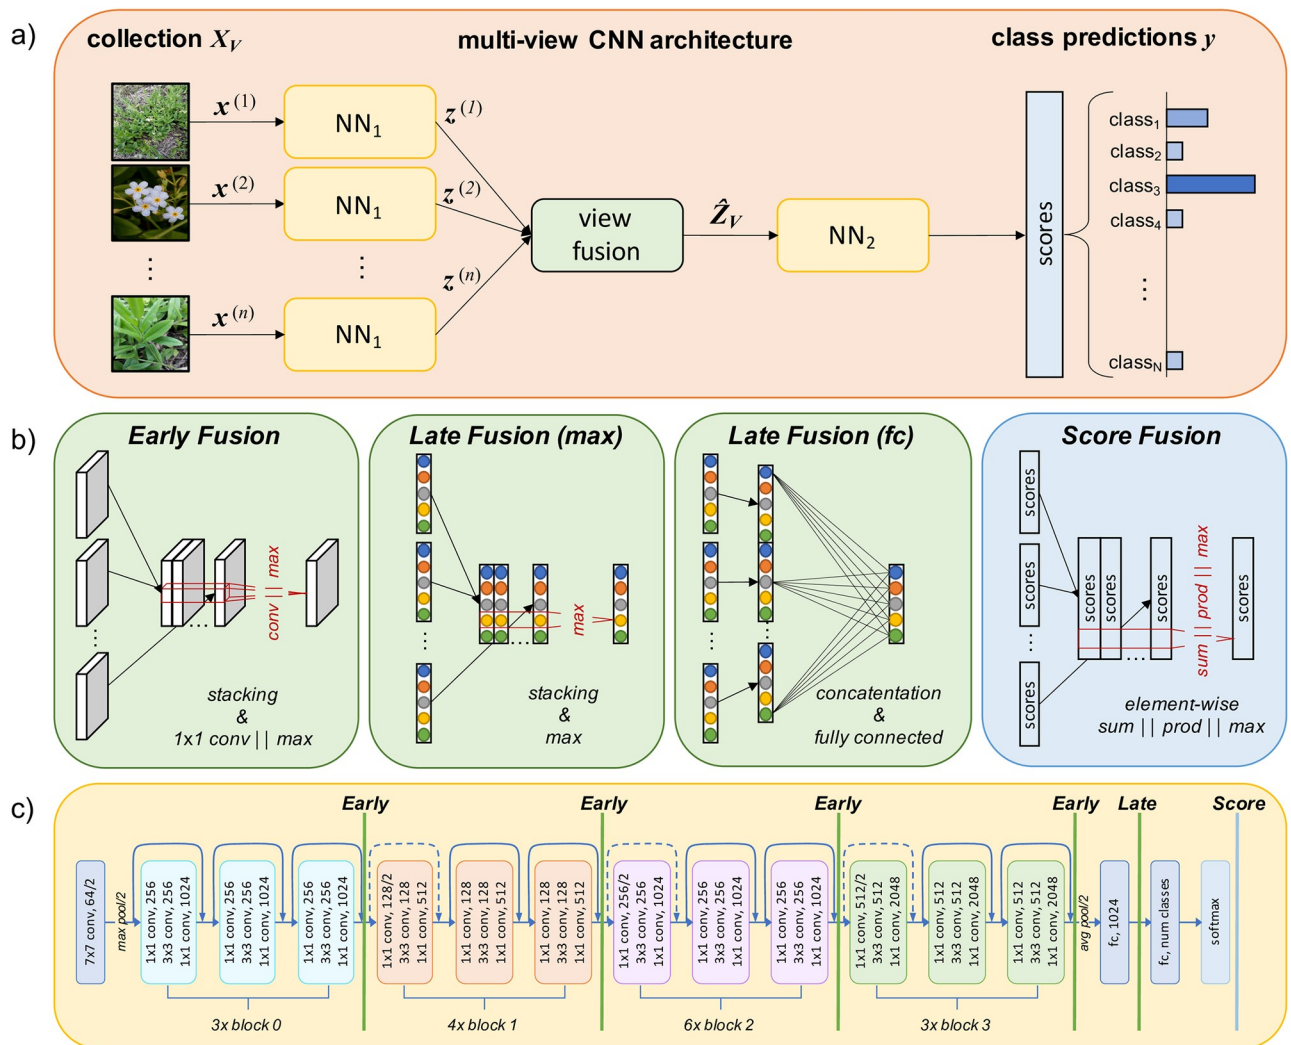 a)
collection X_V
multi-view CNN architecture
class predictions y
x^(1)
NN₁
z^(1)
x^(2)
NN₁
z^(2)
⋮
⋮
x^(n)
NN₁
z^(n)
view
fusion
Ẑ_V
NN₂
scores
class₁
class₂
class₃
class₄
⋮
class_N
b)
Early Fusion
conv || max
⋮
....
stacking
&
1x1 conv || max
Late Fusion (max)
max
⋮
....
stacking
&
max
Late Fusion (fc)
⋮
⋮
concatentation
&
fully connected
Score Fusion
scores
scores
⋮
scores
scores
scores
...
scores
sum || prod || max
scores
element-wise
sum || prod || max
c)
Early
Early
Early
Early
Late
Score
7x7 conv, 64/2
max pool/2
1x1 conv, 256
3x3 conv, 256
1x1 conv, 1024
1x1 conv, 256
3x3 conv, 256
1x1 conv, 1024
1x1 conv, 256
3x3 conv, 256
1x1 conv, 1024
3x block 0
1x1 conv, 128/2
3x3 conv, 128
1x1 conv, 512
1x1 conv, 128
3x3 conv, 128
1x1 conv, 512
1x1 conv, 128
3x3 conv, 128
1x1 conv, 512
4x block 1
1x1 conv, 256/2
3x3 conv, 256
1x1 conv, 1024
1x1 conv, 256
3x3 conv, 256
1x1 conv, 1024
1x1 conv, 256
3x3 conv, 256
1x1 conv, 1024
6x block 2
1x1 conv, 512/2
3x3 conv, 512
1x1 conv, 2048
1x1 conv, 512
3x3 conv, 512
1x1 conv, 2048
1x1 conv, 512
3x3 conv, 512
1x1 conv, 2048
3x block 3
avg pool/2
fc, 1024
fc, num classes
softmax